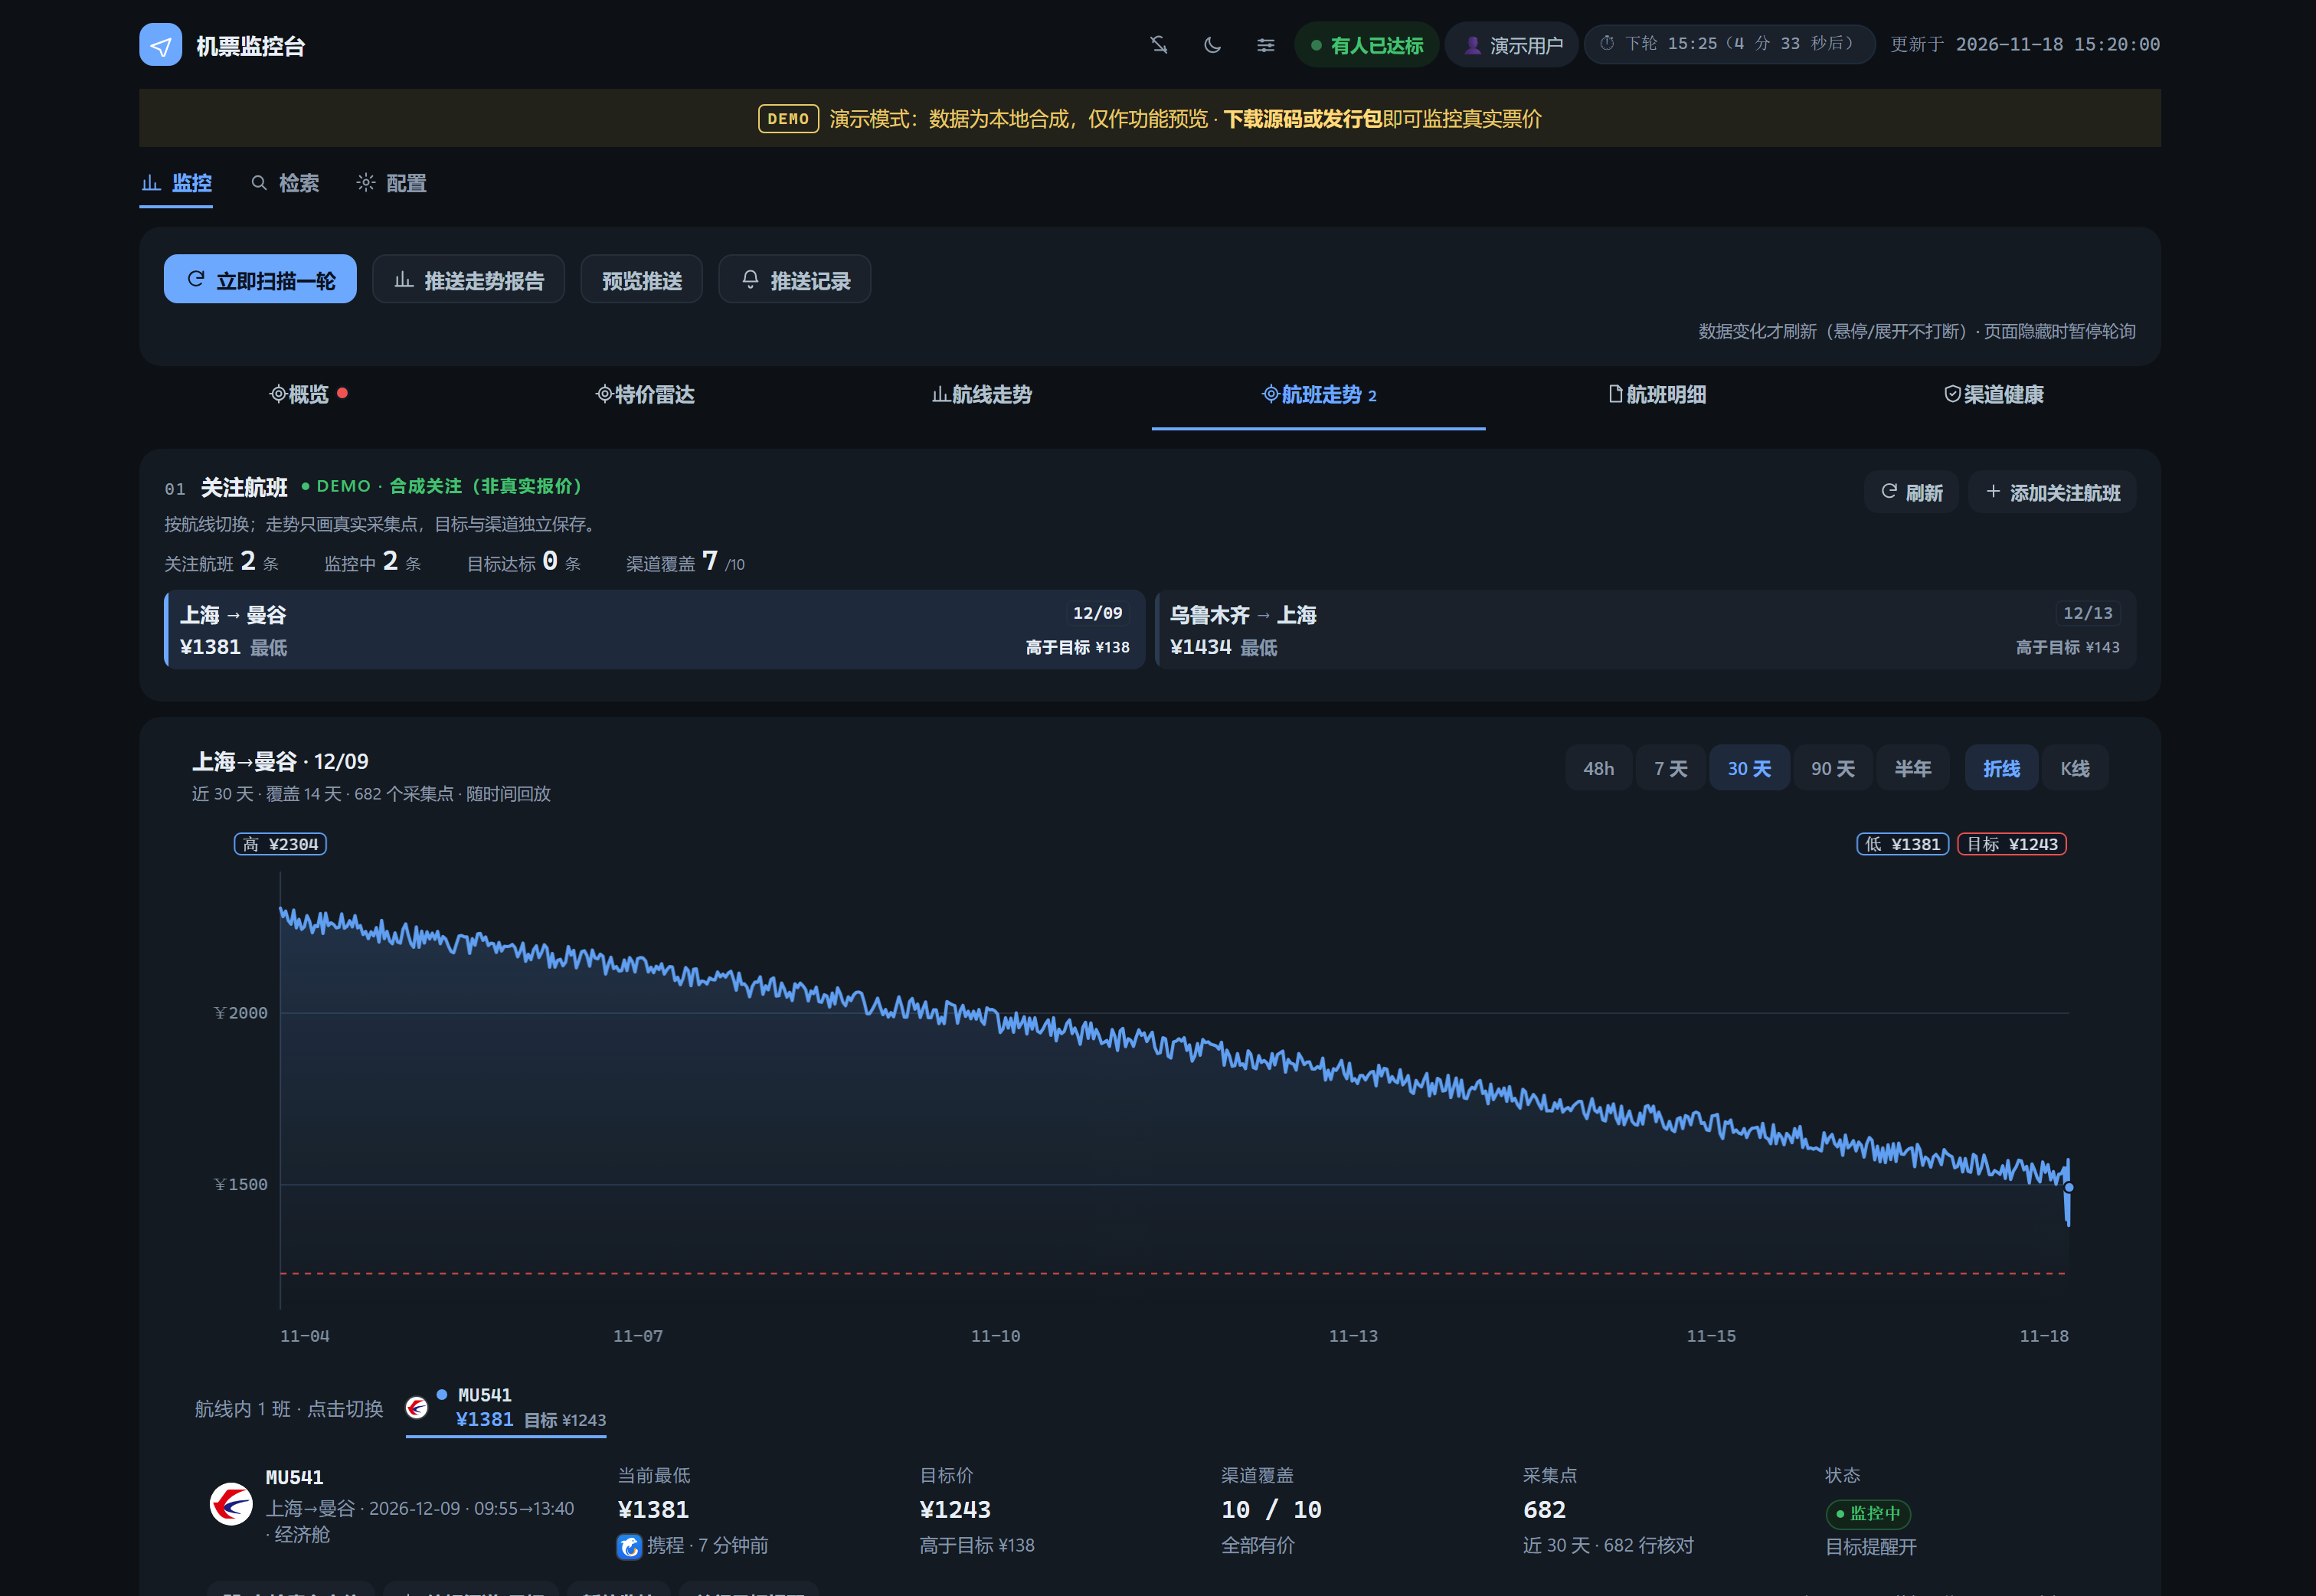 机票监控台
有人已达标
演示用户
下轮 15:25（4 分 33 秒后）
更新于 2026-11-18 15:20:00
DEMO 演示模式：数据为本地合成，仅作功能预览 · 下载源码或发行包即可监控真实票价
监控 检索 配置
立即扫描一轮 推送走势报告 预览推送 推送记录
数据变化才刷新（悬停/展开不打断）· 页面隐藏时暂停轮询
概览 特价雷达 航线走势 航班走势 2 航班明细 渠道健康
01 关注航班 DEMO · 合成关注（非真实报价）
刷新 添加关注航班
按航线切换；走势只画真实采集点，目标与渠道独立保存。
关注航班 2 条 监控中 2 条 目标达标 0 条 渠道覆盖 7 /10
上海 → 曼谷 12/09
¥1381 最低 高于目标 ¥138
乌鲁木齐 → 上海 12/13
¥1434 最低 高于目标 ¥143
上海→曼谷 · 12/09
近 30 天 · 覆盖 14 天 · 682 个采集点 · 随时间回放
48h 7 天 30 天 90 天 半年 折线 K线
高 ¥2304
低 ¥1381 目标 ¥1243
¥2000
¥1500
11-04 11-07 11-10 11-13 11-15 11-18
航线内 1 班 · 点击切换
MU541
¥1381 目标 ¥1243
MU541
上海→曼谷 · 2026-12-09 · 09:55→13:40
· 经济舱
当前最低
¥1381
携程 · 7 分钟前
目标价
¥1243
高于目标 ¥138
渠道覆盖
10 / 10
全部有价
采集点
682
近 30 天 · 682 行核对
状态
监控中
目标提醒开